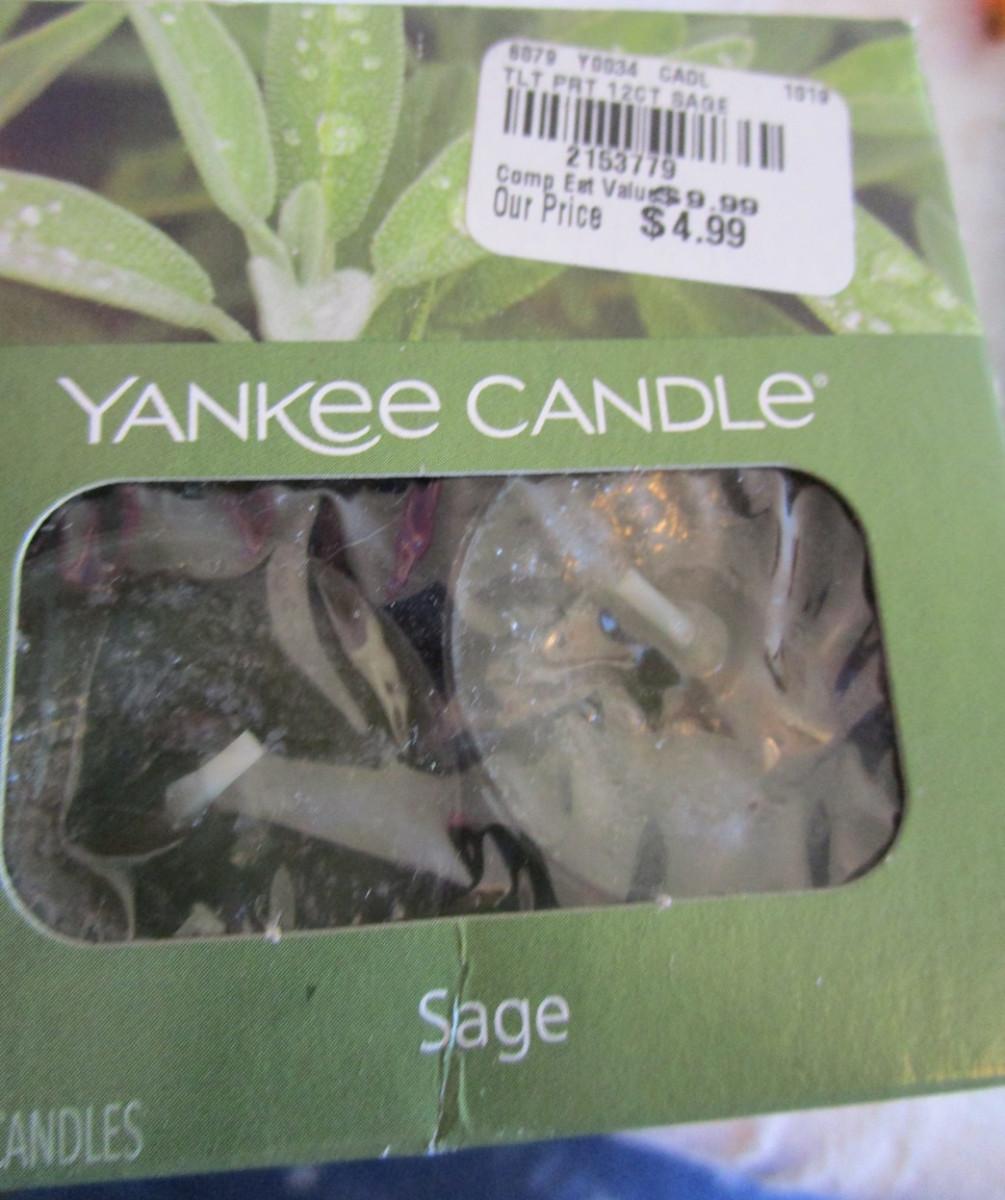 6079 Y0034 CADL 1019
TLT PRT 12CT SAGE
2153779
Comp Est Value $9.99
Our Price $4.99
YANKEE CANDLE®
Sage
CANDLES